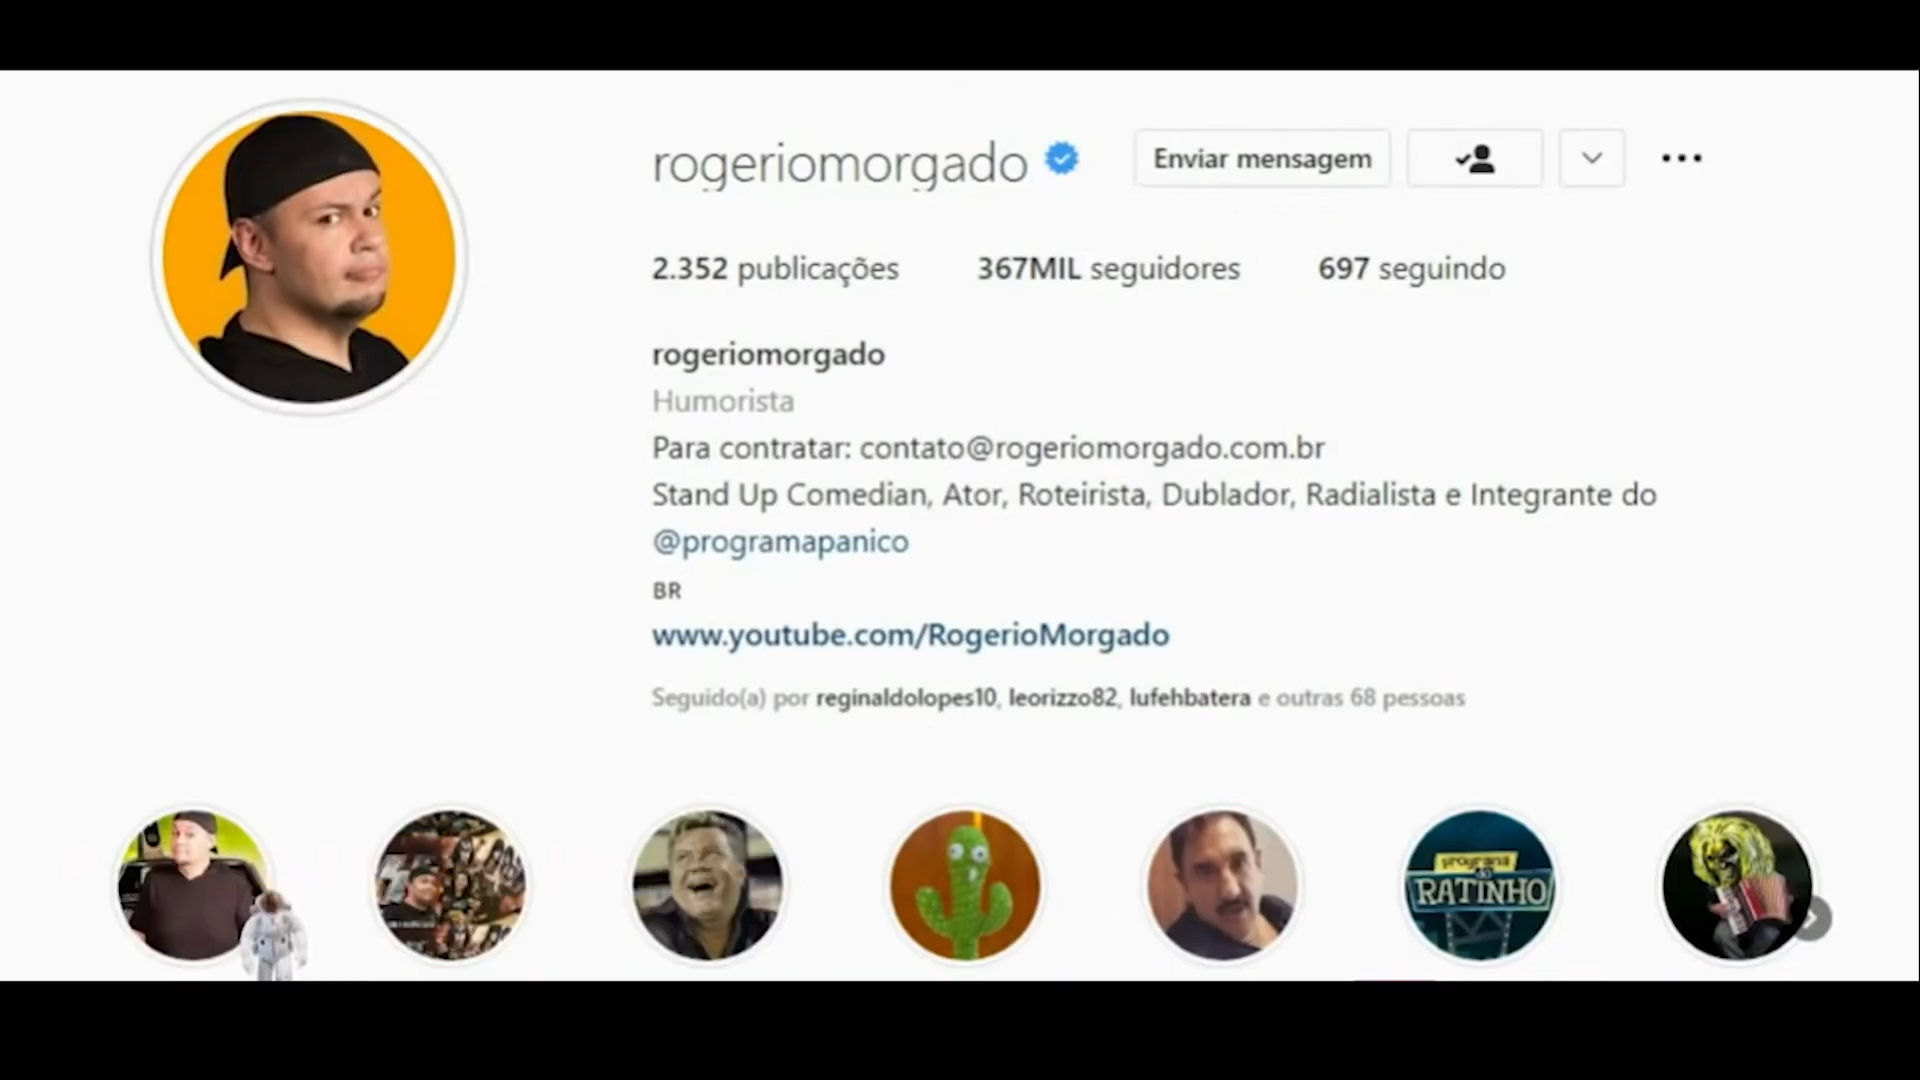 rogeriomorgado
Enviar mensagem
2.352 publicações 367MIL seguidores 697 seguindo
rogeriomorgado
Humorista
Para contratar: contato@rogeriomorgado.com.br
Stand Up Comedian, Ator, Roteirista, Dublador, Radialista e Integrante do
@programapanico
BR
www.youtube.com/RogerioMorgado
Seguido(a) por reginaldolopes10, leorizzo82, lufehbatera e outras 68 pessoas
programa
do
RATINHO